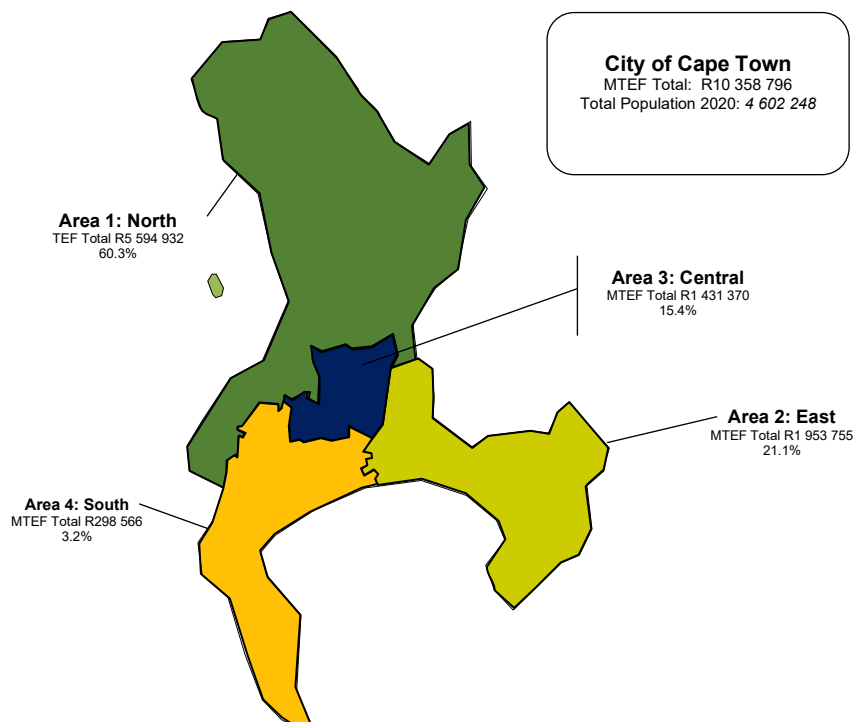 City of Cape Town
MTEF Total: R10 358 796
Total Population 2020: 4 602 248
Area 1: North
TEF Total R5 594 932
60.3%
Area 3: Central
MTEF Total R1 431 370
15.4%
Area 2: East
MTEF Total R1 953 755
21.1%
Area 4: South
MTEF Total R298 566
3.2%